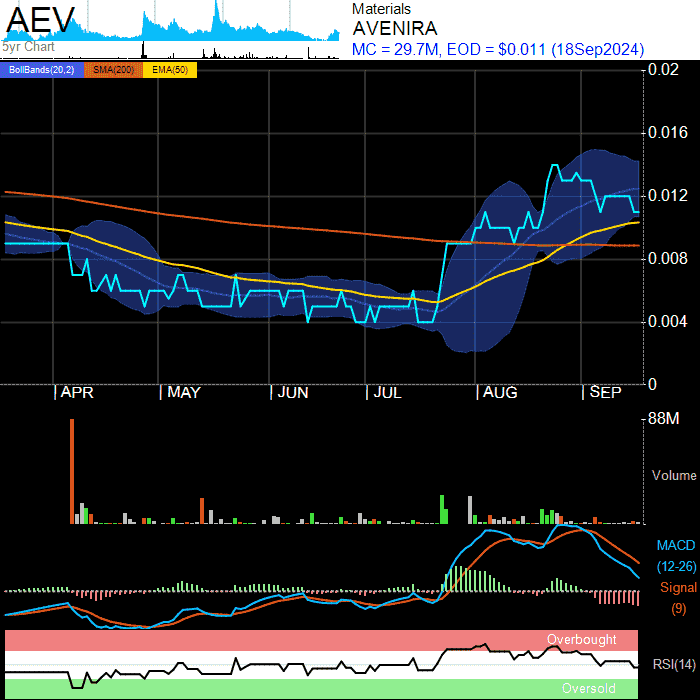 AEV
5yr Chart
Materials
AVENIRA
MC = 29.7M, EOD = $0.011 (18Sep2024)
BollBands(20,2) SMA(200) EMA(50)
0.02
0.016
0.012
0.008
0.004
0
APR MAY JUN JUL AUG SEP
88M
Volume
MACD
(12-26)
Signal
(9)
Overbought
RSI(14)
Oversold